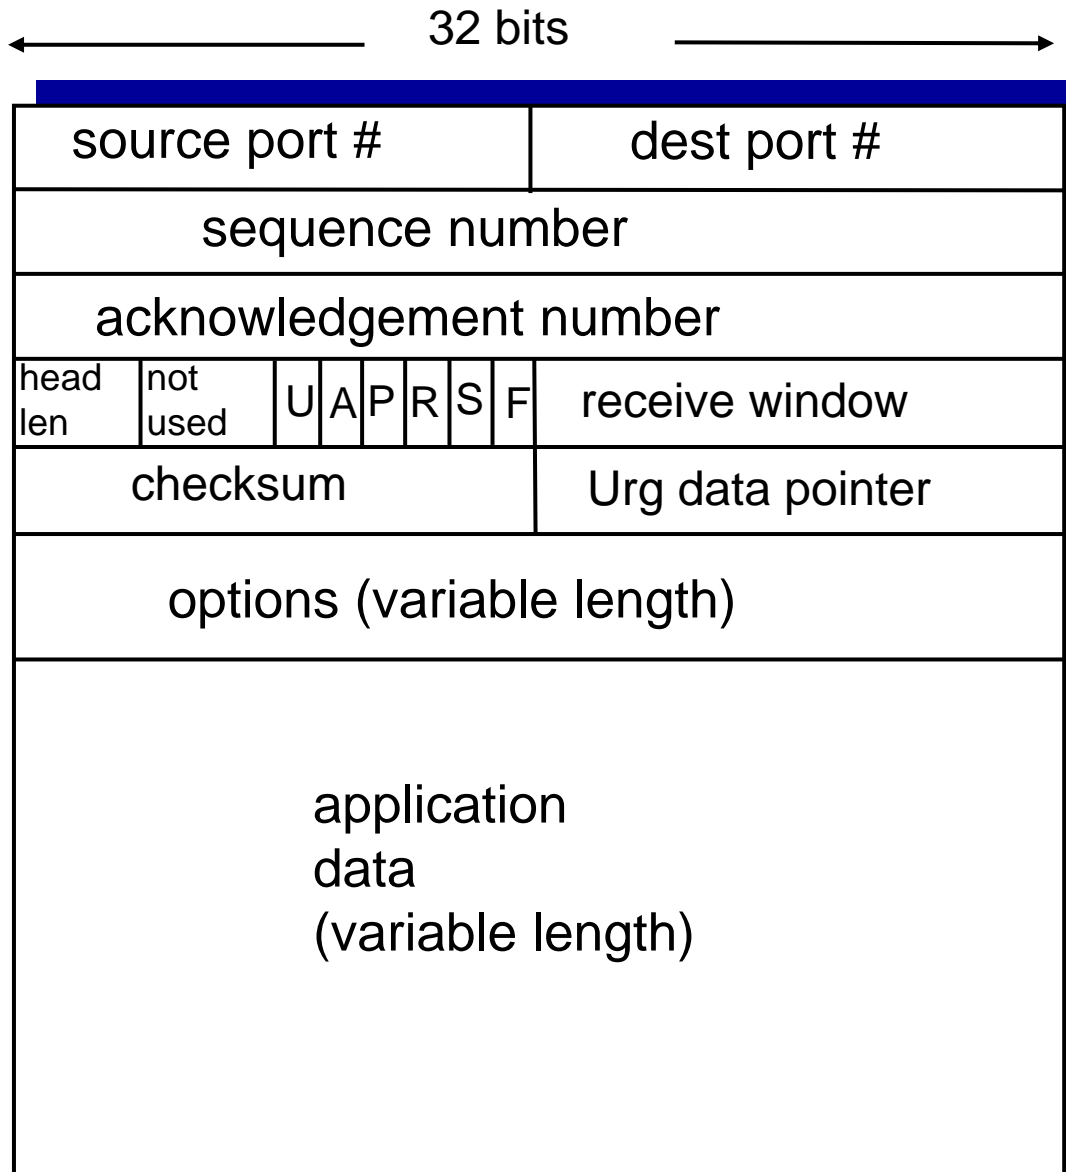 32 bits
source port # dest port #
sequence number
acknowledgement number
head not
len used U A P R S F receive window
checksum Urg data pointer
options (variable length)
application
data
(variable length)